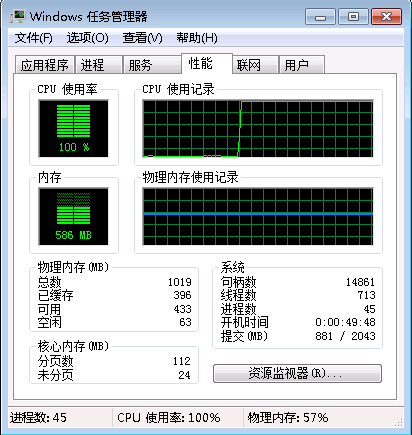 Windows 任务管理器
文件(F) 选项(O) 查看(V) 帮助(H)
应用程序 进程 服务 性能 联网 用户
CPU 使用率 CPU 使用记录
100 %
内存 物理内存使用记录
586 MB
物理内存(MB)
总数 1019
已缓存 396
可用 433
空闲 63
系统
句柄数 14861
线程数 713
进程数 45
开机时间 0:00:49:48
提交(MB) 881 / 2043
核心内存(MB)
分页数 112
未分页 24
资源监视器(R)...
进程数: 45 CPU 使用率: 100% 物理内存: 57%